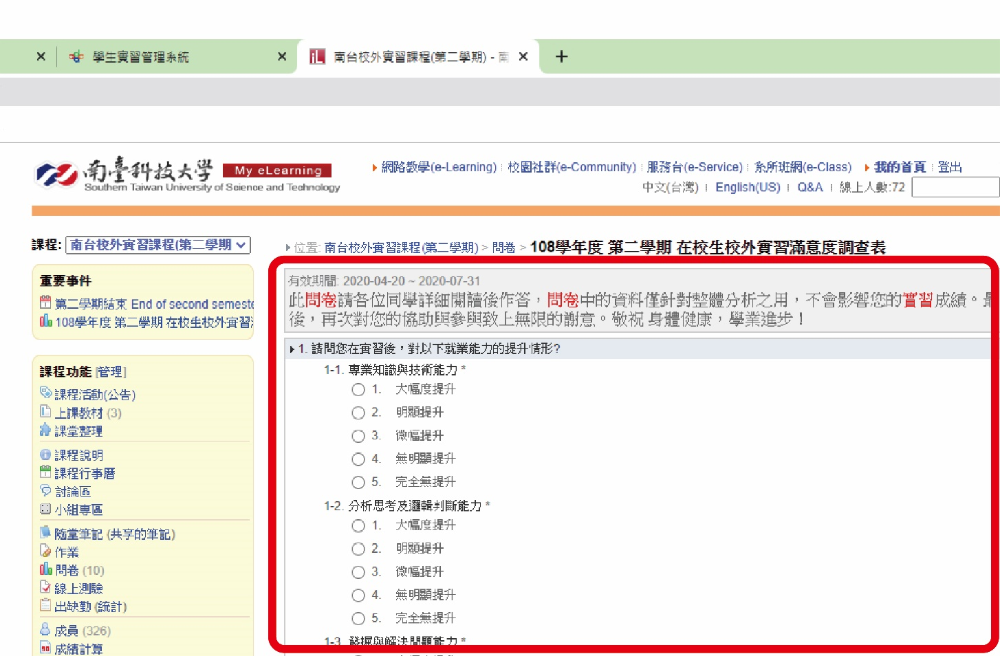 學生實習管理系統
南台校外實習課程(第二學期) - 南
南臺科技大學 My eLearning
Southern Taiwan University of Science and Technology
網路教學(e-Learning) 校園社群(e-Community) 服務台(e-Service) 系所班網(e-Class) 我的首頁 登出
中文(台灣) English(US) Q&A 線上人數:72
課程: 南台校外實習課程(第二學期
位置: 南台校外實習課程(第二學期) > 問卷 > 108學年度 第二學期 在校生校外實習滿意度調查表
重要事件
第二學期結束 End of second semeste
108學年度 第二學期 在校生校外實習
課程功能 [管理]
課程活動(公告)
上課教材 (3)
課堂整理
課程說明
課程行事曆
討論區
小組專區
隨堂筆記 (共享的筆記)
作業
問卷 (10)
線上測驗
出缺勤 (統計)
成員 (326)
成績計算
有效期間: 2020-04-20 ~ 2020-07-31
此問卷請各位同學詳細閱讀後作答，問卷中的資料僅針對整體分析之用，不會影響您的實習成績。最
後，再次對您的協助與參與致上無限的謝意。敬祝 身體健康，學業進步！
1. 請問您在實習後，對以下就業能力的提升情形?
1-1. 專業知識與技術能力 *
1. 大幅度提升
2. 明顯提升
3. 微幅提升
4. 無明顯提升
5. 完全無提升
1-2. 分析思考及邏輯判斷能力 *
1. 大幅度提升
2. 明顯提升
3. 微幅提升
4. 無明顯提升
5. 完全無提升
1-3. 發掘與解決問題能力 *